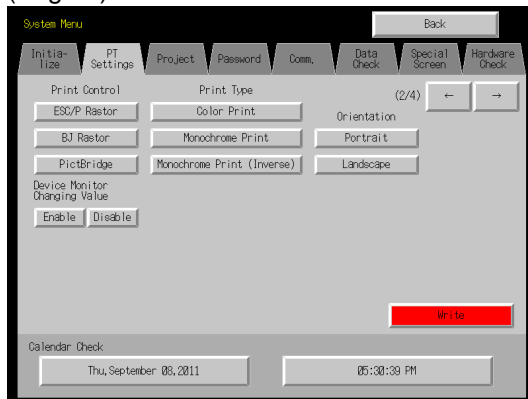 System Menu
Back
Initia-
lize
PT
Settings
Project
Password
Comm.
Data
Check
Special
Screen
Hardware
Check
Print Control
Print Type
(2/4)
←
→
ESC/P Rastor
Color Print
Orientation
BJ Rastor
Monochrome Print
Portrait
PictBridge
Monochrome Print (Inverse)
Landscape
Device Monitor
Changing Value
Enable
Disable
Write
Calendar Check
Thu,September 08,2011
05:30:39 PM